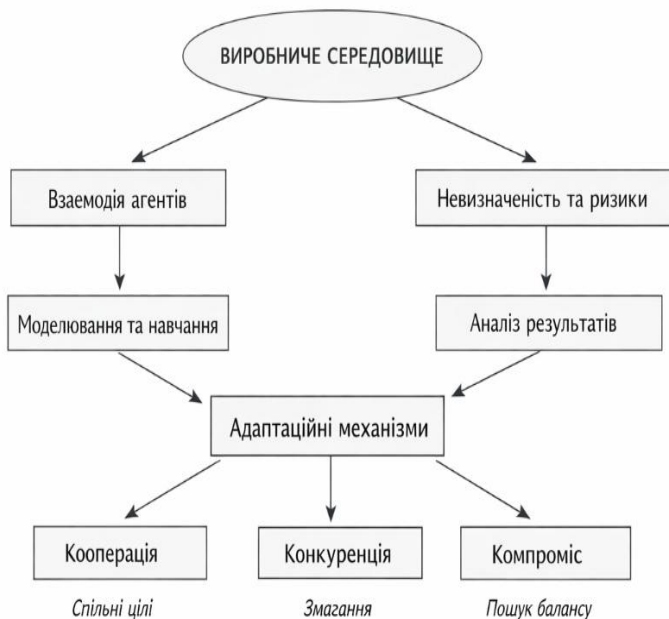 ВИРОБНИЧЕ СЕРЕДОВИЩЕ
Взаемодія агентів
Невизначеність та ризики
Моделювання та навчання
Аналіз результатів
Адаптаційні механізми
Кооперація
Конкуренція
Компроміс
Спільні цілі
Змагання
Пошук балансу